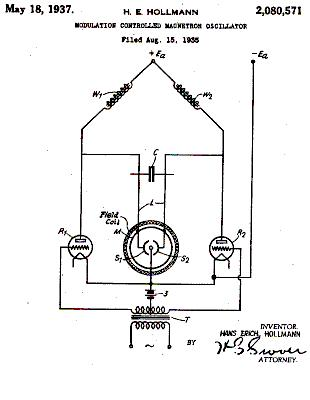 May 18, 1937. H. E. HOLLMANN 2,080,571
MODULATION CONTROLLED MAGNETRON OSCILLATOR
Filed Aug. 15, 1935
+Ea -Ea
W1 W2
C
L
Field
Coil
R1 M R2
S1 S2
3
T
~
INVENTOR.
HANS ERICH HOLLMANN
BY H. G. Grover
ATTORNEY.